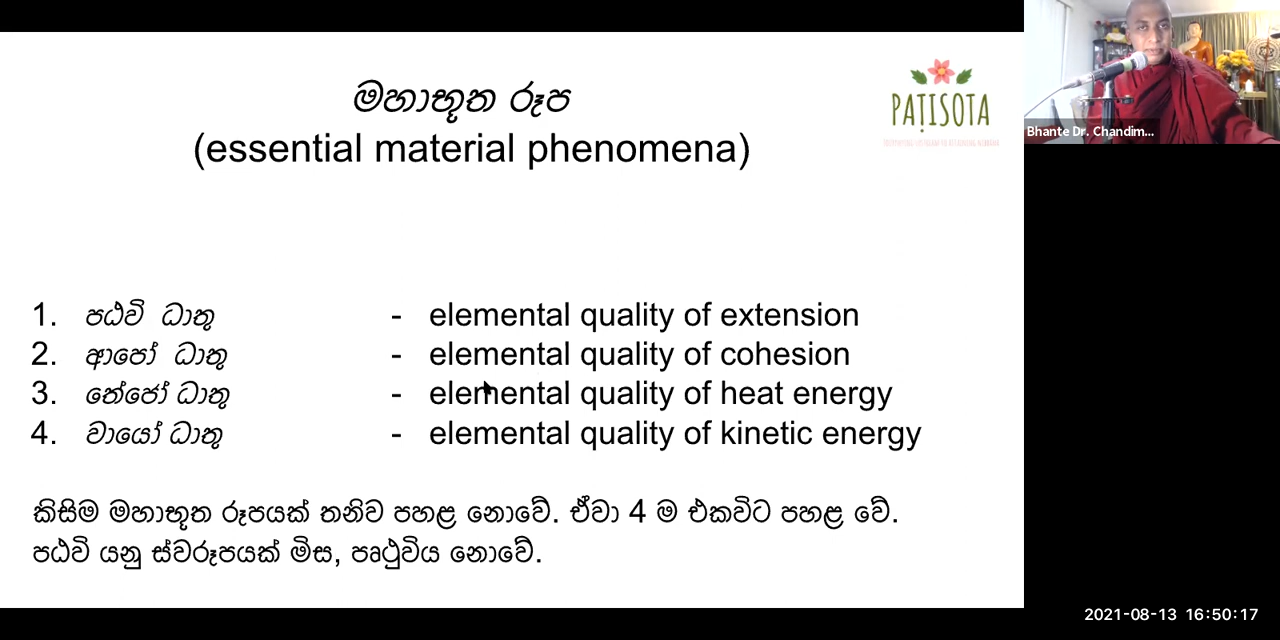 මහාභූත රූප
(essential material phenomena)
PAṬISOTA
Bhante Dr. Chandim...
1. පඨවි ධාතු - elemental quality of extension
2. ආපෝ ධාතු - elemental quality of cohesion
3. තේජෝ ධාතු - elemental quality of heat energy
4. වායෝ ධාතු - elemental quality of kinetic energy
කිසිම මහාභූත රූපයක් තනිව පහළ නොවේ. ඒවා 4 ම එකවිට පහළ වේ.
පඨවි යනු ස්වරූපයක් මිස, පෘථුවිය නොවේ.
2021-08-13 16:50:17